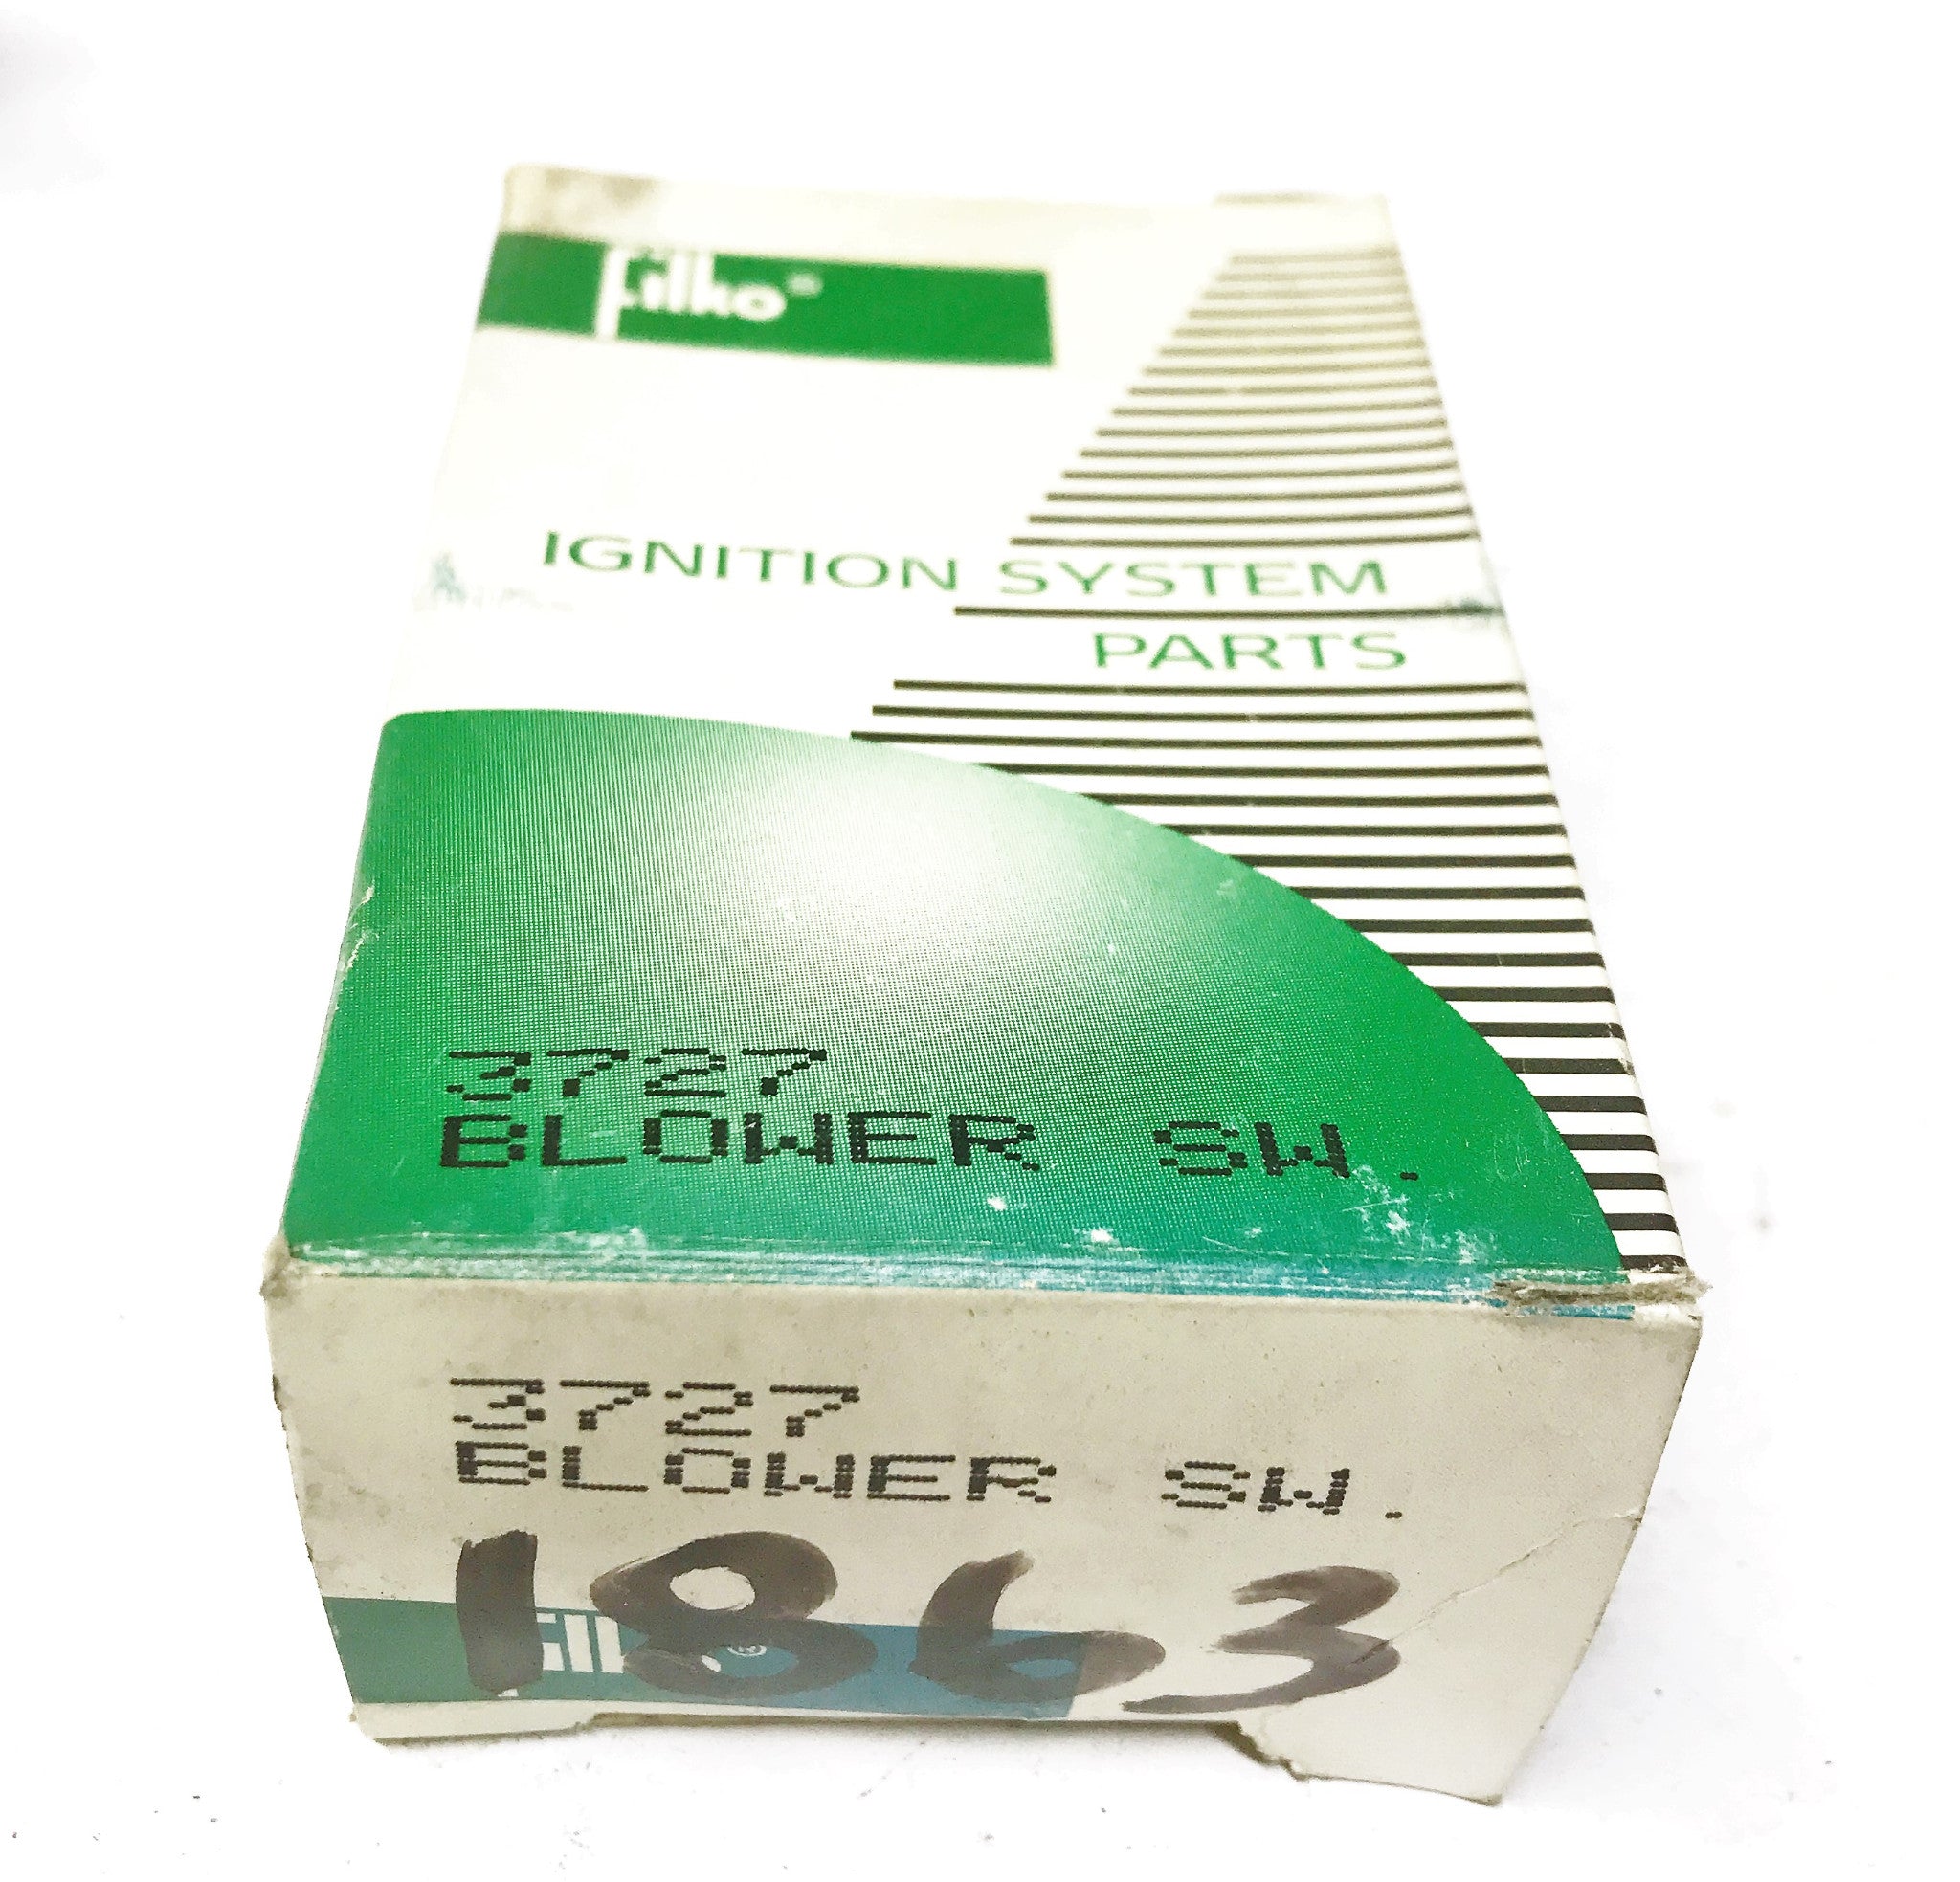 filko®
IGNITION SYSTEM
PARTS
3727
BLOWER SW.
3727
BLOWER SW.
1863